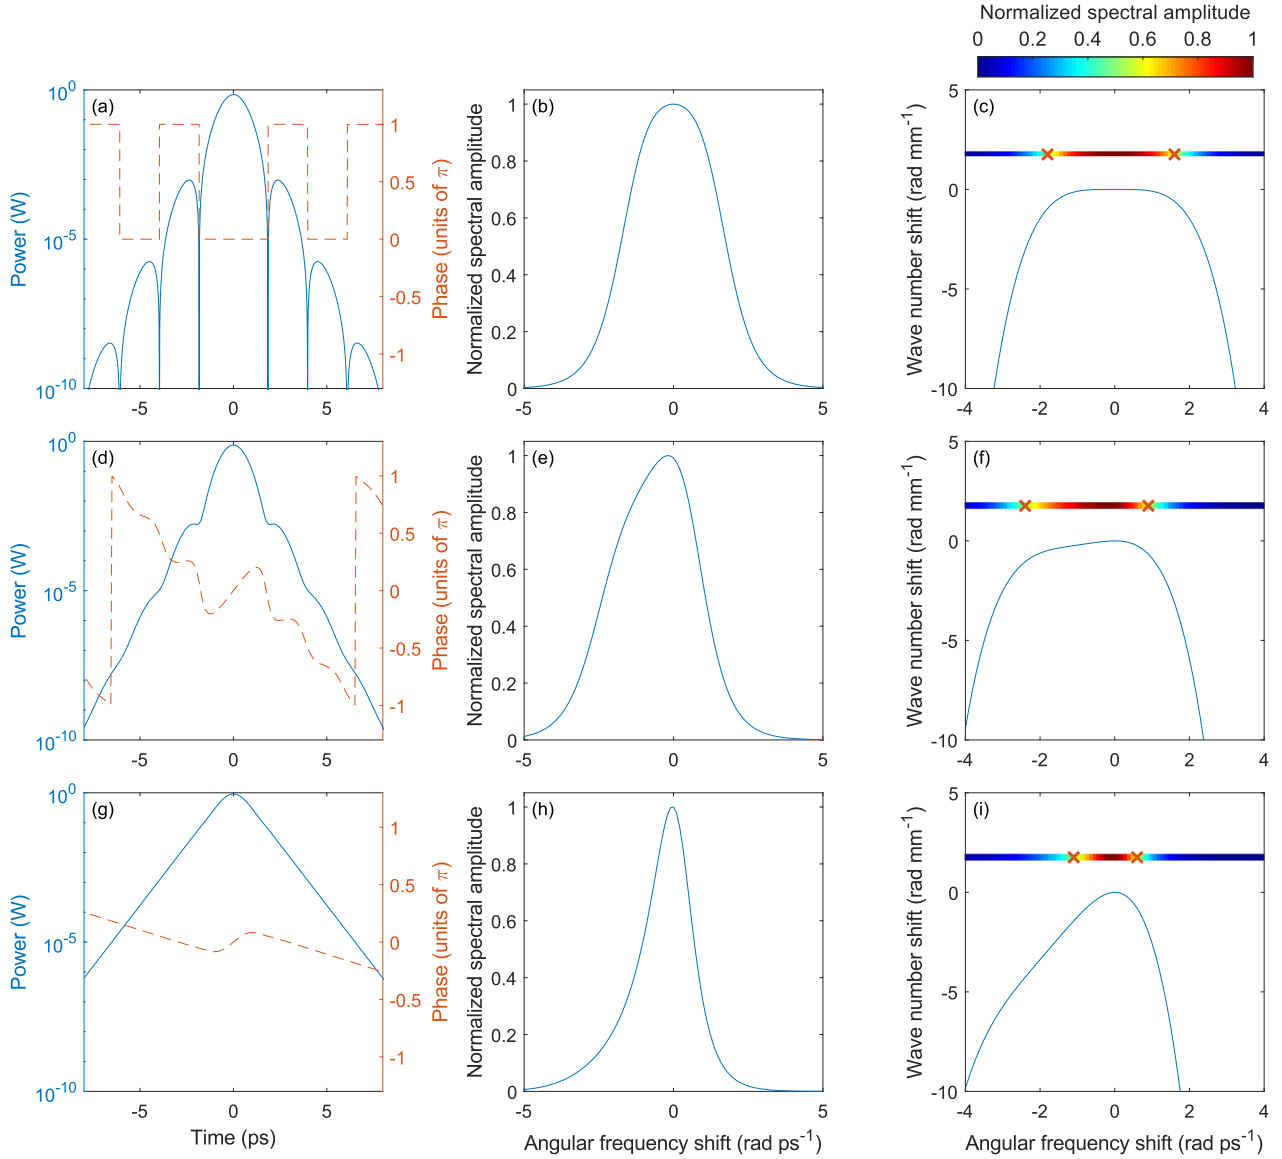 Normalized spectral amplitude
0 0.2 0.4 0.6 0.8 1
(a)
10^0
10^-5
10^-10
Power (W)
-5 0 5
1
0.5
0
-0.5
-1
Phase (units of π)
(b)
1
0.8
0.6
0.4
0.2
0
Normalized spectral amplitude
-5 0 5
(c)
5
0
-5
-10
Wave number shift (rad mm^-1)
-4 -2 0 2 4
(d)
10^0
10^-5
10^-10
Power (W)
-5 0 5
1
0.5
0
-0.5
-1
Phase (units of π)
(e)
1
0.8
0.6
0.4
0.2
0
Normalized spectral amplitude
-5 0 5
(f)
5
0
-5
-10
Wave number shift (rad mm^-1)
-4 -2 0 2 4
(g)
10^0
10^-5
10^-10
Power (W)
-5 0 5
Time (ps)
1
0.5
0
-0.5
-1
Phase (units of π)
(h)
1
0.8
0.6
0.4
0.2
0
Normalized spectral amplitude
-5 0 5
Angular frequency shift (rad ps^-1)
(i)
5
0
-5
-10
Wave number shift (rad mm^-1)
-4 -2 0 2 4
Angular frequency shift (rad ps^-1)